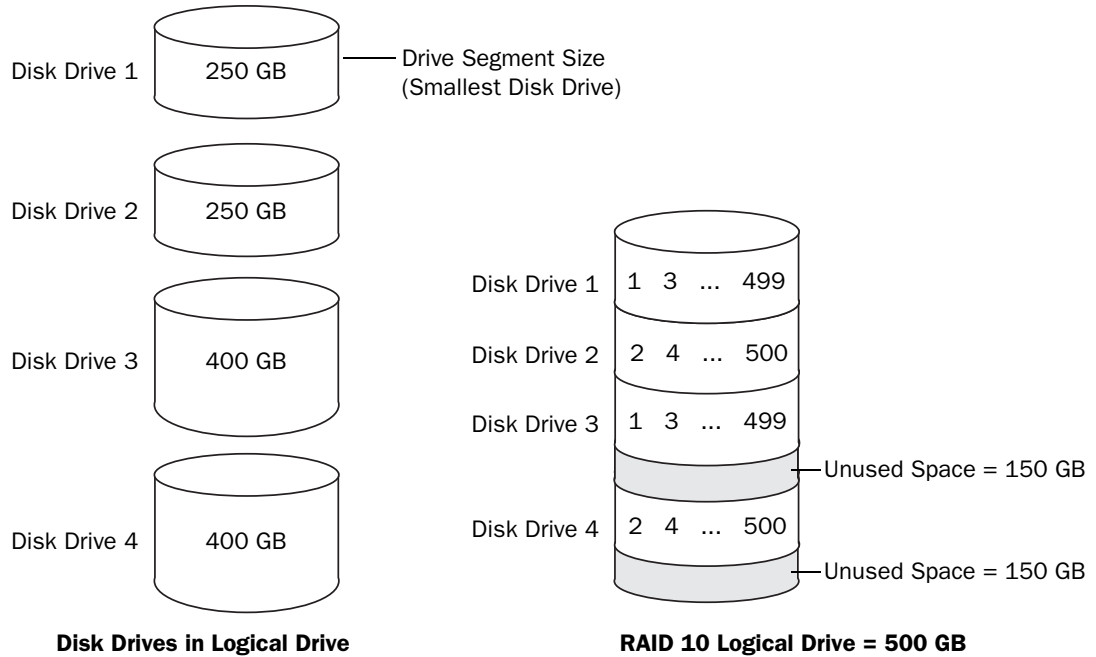 Disk Drive 1
250 GB
Drive Segment Size
(Smallest Disk Drive)
Disk Drive 2
250 GB
Disk Drive 3
400 GB
Disk Drive 4
400 GB
Disk Drives in Logical Drive
Disk Drive 1
1 3 ... 499
Disk Drive 2
2 4 ... 500
Disk Drive 3
1 3 ... 499
Unused Space = 150 GB
Disk Drive 4
2 4 ... 500
Unused Space = 150 GB
RAID 10 Logical Drive = 500 GB